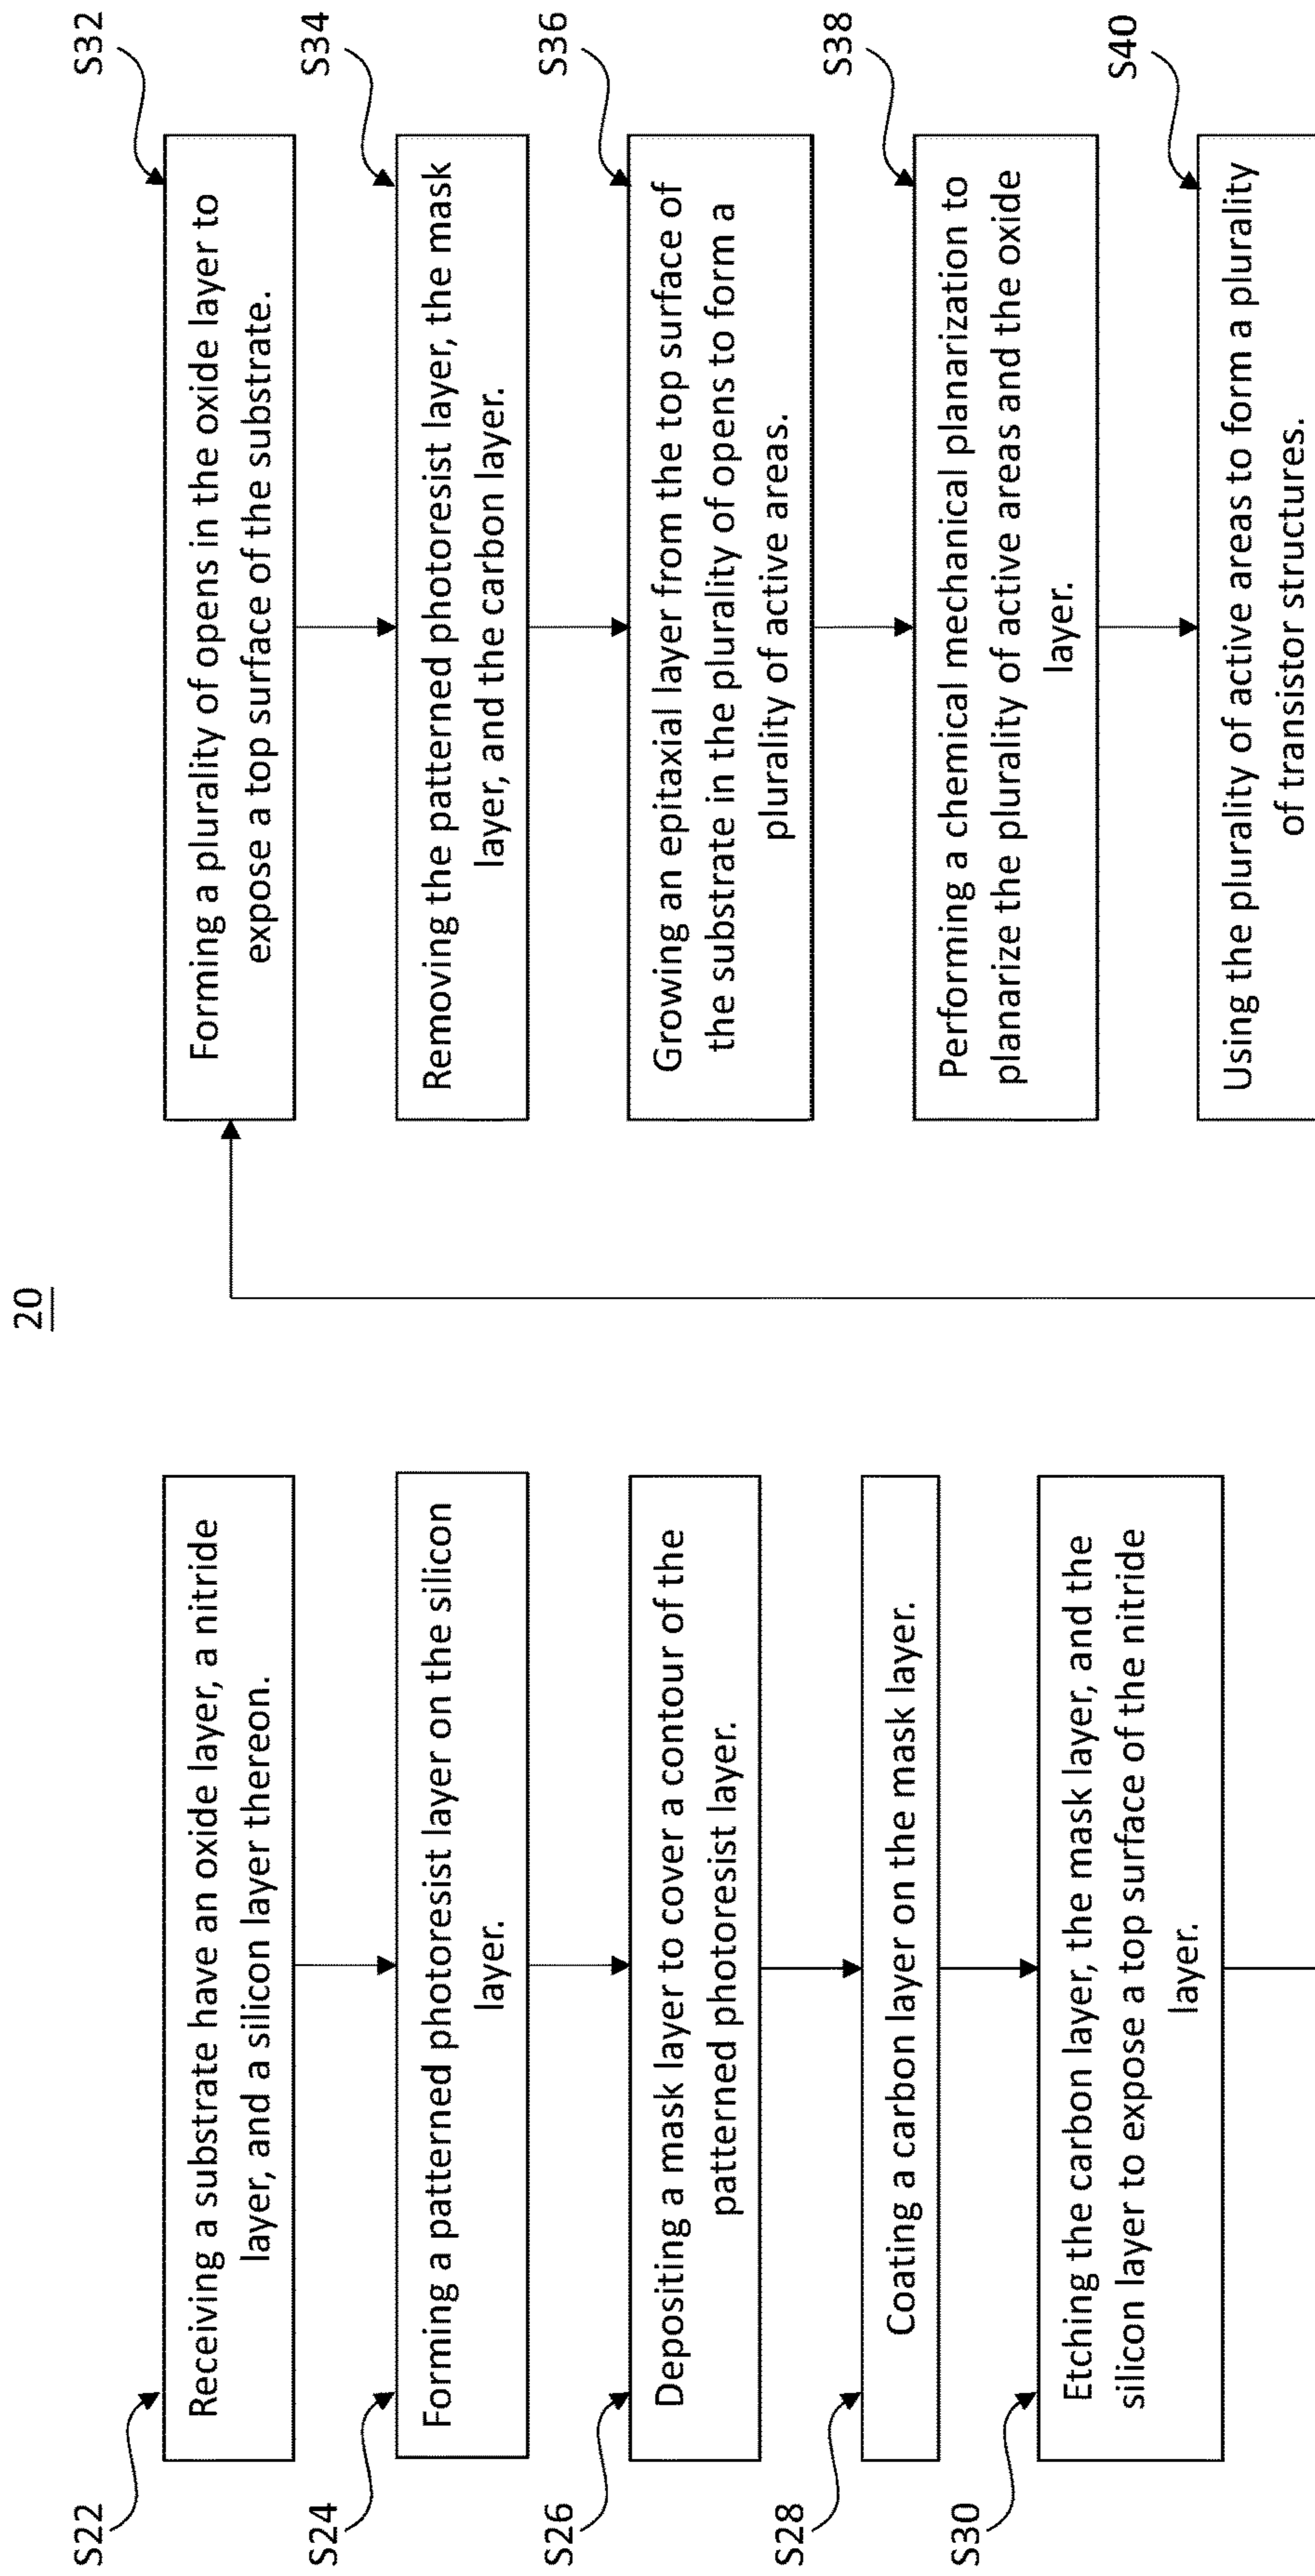 20
S22
Receiving a substrate have an oxide layer, a nitride
layer, and a silicon layer thereon.
S24
Forming a patterned photoresist layer on the silicon
layer.
S26
Depositing a mask layer to cover a contour of the
patterned photoresist layer.
S28
Coating a carbon layer on the mask layer.
S30
Etching the carbon layer, the mask layer, and the
silicon layer to expose a top surface of the nitride
layer.
S32
Forming a plurality of opens in the oxide layer to
expose a top surface of the substrate.
S34
Removing the patterned photoresist layer, the mask
layer, and the carbon layer.
S36
Growing an epitaxial layer from the top surface of
the substrate in the plurality of opens to form a
plurality of active areas.
S38
Performing a chemical mechanical planarization to
planarize the plurality of active areas and the oxide
layer.
S40
Using the plurality of active areas to form a plurality
of transistor structures.